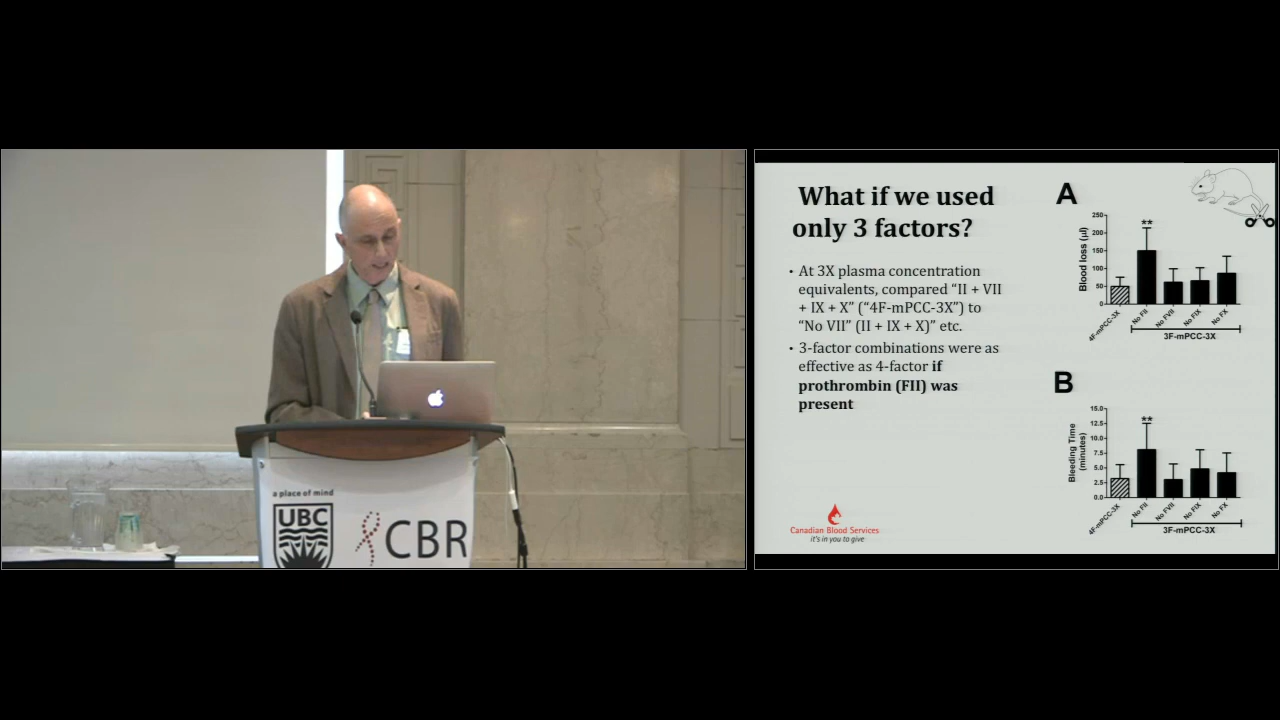 a place of mind
UBC
CBR
What if we used
only 3 factors?
• At 3X plasma concentration
equivalents, compared “II + VII
+ IX + X” (“4F-mPCC-3X”) to
“No VII” (II + IX + X)” etc.
• 3-factor combinations were as
effective as 4-factor if
prothrombin (FII) was
present
Canadian Blood Services
it's in you to give
A
Blood loss (µl)
250
200
150
100
50
0
**
4F-mPCC-3X
No FII
No FVII
No FIX
No FX
3F-mPCC-3X
B
Bleeding Time
(minutes)
15.0
12.5
10.0
7.5
5.0
2.5
0.0
**
4F-mPCC-3X
No FII
No FVII
No FIX
No FX
3F-mPCC-3X